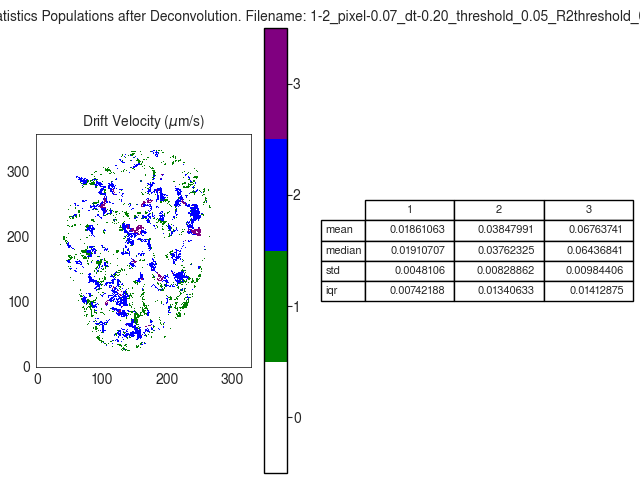 atistics Populations after Deconvolution. Filename: 1-2_pixel-0.07_dt-0.20_threshold_0.05_R2threshold_
Drift Velocity (μm/s)
300
200
100
0
0 100 200 300
3
2
1
0
1 2 3
mean 0.01861063 0.03847991 0.06763741
median 0.01910707 0.03762325 0.06436841
std 0.0048106 0.00828862 0.00984406
iqr 0.00742188 0.01340633 0.01412875